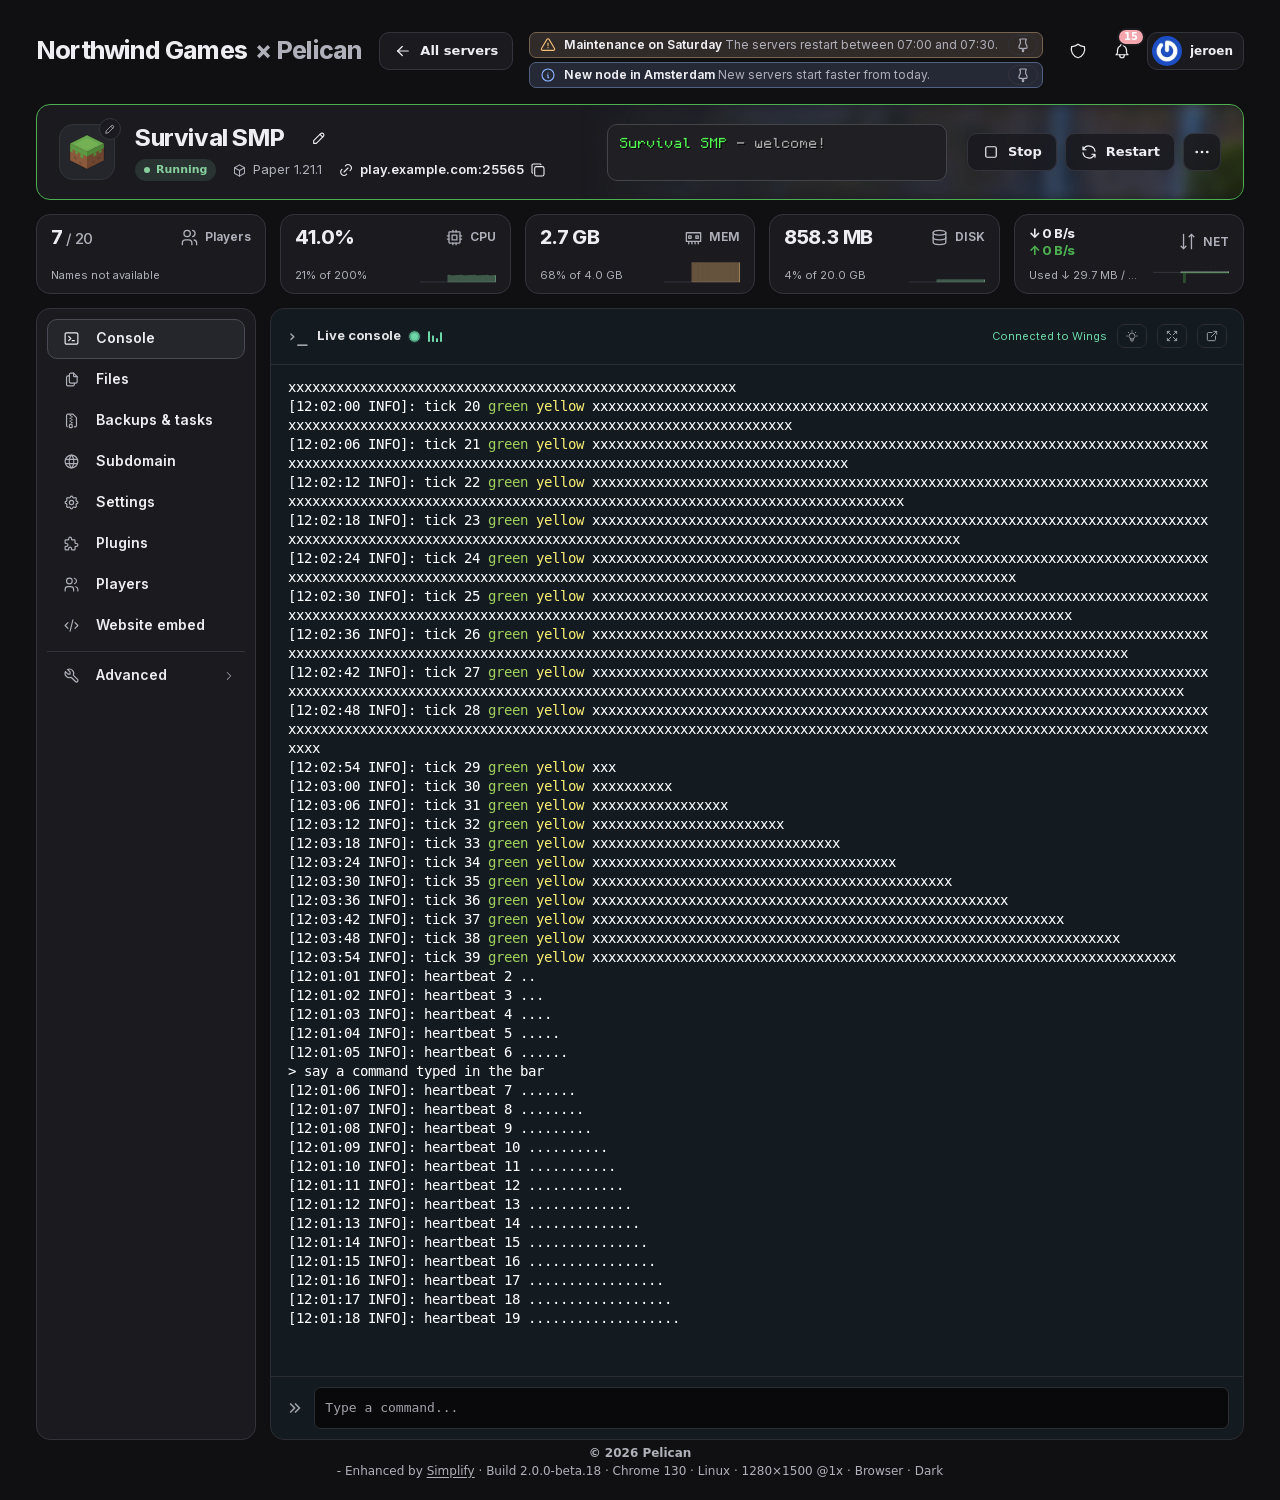 Northwind Games × Pelican
All servers
Maintenance on Saturday The servers restart between 07:00 and 07:30.
New node in Amsterdam New servers start faster from today.
15
jeroen
Survival SMP
Running
Paper 1.21.1
play.example.com:25565
Survival SMP - welcome!
Stop
Restart
7 / 20
Players
Names not available
41.0%
CPU
21% of 200%
2.7 GB
MEM
68% of 4.0 GB
858.3 MB
DISK
4% of 20.0 GB
↓ 0 B/s
↑ 0 B/s
NET
Used ↓ 29.7 MB / ...
Console
Files
Backups & tasks
Subdomain
Settings
Plugins
Players
Website embed
Advanced
Live console
Connected to Wings
xxxxxxxxxxxxxxxxxxxxxxxxxxxxxxxxxxxxxxxxxxxxxxxxxxxxxxxx
[12:02:00 INFO]: tick 20 green yellow xxxxxxxxxxxxxxxxxxxxxxxxxxxxxxxxxxxxxxxxxxxxxxxxxxxxxxxxxxxxxxxxxxxxxxxxxxxxx
xxxxxxxxxxxxxxxxxxxxxxxxxxxxxxxxxxxxxxxxxxxxxxxxxxxxxxxxxxxxxxx
[12:02:06 INFO]: tick 21 green yellow xxxxxxxxxxxxxxxxxxxxxxxxxxxxxxxxxxxxxxxxxxxxxxxxxxxxxxxxxxxxxxxxxxxxxxxxxxxxx
xxxxxxxxxxxxxxxxxxxxxxxxxxxxxxxxxxxxxxxxxxxxxxxxxxxxxxxxxxxxxxxxxxxxxx
[12:02:12 INFO]: tick 22 green yellow xxxxxxxxxxxxxxxxxxxxxxxxxxxxxxxxxxxxxxxxxxxxxxxxxxxxxxxxxxxxxxxxxxxxxxxxxxxxx
xxxxxxxxxxxxxxxxxxxxxxxxxxxxxxxxxxxxxxxxxxxxxxxxxxxxxxxxxxxxxxxxxxxxxxxxxxxxx
[12:02:18 INFO]: tick 23 green yellow xxxxxxxxxxxxxxxxxxxxxxxxxxxxxxxxxxxxxxxxxxxxxxxxxxxxxxxxxxxxxxxxxxxxxxxxxxxxx
xxxxxxxxxxxxxxxxxxxxxxxxxxxxxxxxxxxxxxxxxxxxxxxxxxxxxxxxxxxxxxxxxxxxxxxxxxxxxxxxxxxx
[12:02:24 INFO]: tick 24 green yellow xxxxxxxxxxxxxxxxxxxxxxxxxxxxxxxxxxxxxxxxxxxxxxxxxxxxxxxxxxxxxxxxxxxxxxxxxxxxx
xxxxxxxxxxxxxxxxxxxxxxxxxxxxxxxxxxxxxxxxxxxxxxxxxxxxxxxxxxxxxxxxxxxxxxxxxxxxxxxxxxxxxxxxxxx
[12:02:30 INFO]: tick 25 green yellow xxxxxxxxxxxxxxxxxxxxxxxxxxxxxxxxxxxxxxxxxxxxxxxxxxxxxxxxxxxxxxxxxxxxxxxxxxxxx
xxxxxxxxxxxxxxxxxxxxxxxxxxxxxxxxxxxxxxxxxxxxxxxxxxxxxxxxxxxxxxxxxxxxxxxxxxxxxxxxxxxxxxxxxxxxxxxxxx
[12:02:36 INFO]: tick 26 green yellow xxxxxxxxxxxxxxxxxxxxxxxxxxxxxxxxxxxxxxxxxxxxxxxxxxxxxxxxxxxxxxxxxxxxxxxxxxxxx
xxxxxxxxxxxxxxxxxxxxxxxxxxxxxxxxxxxxxxxxxxxxxxxxxxxxxxxxxxxxxxxxxxxxxxxxxxxxxxxxxxxxxxxxxxxxxxxxxxxxxxxxx
[12:02:42 INFO]: tick 27 green yellow xxxxxxxxxxxxxxxxxxxxxxxxxxxxxxxxxxxxxxxxxxxxxxxxxxxxxxxxxxxxxxxxxxxxxxxxxxxxx
xxxxxxxxxxxxxxxxxxxxxxxxxxxxxxxxxxxxxxxxxxxxxxxxxxxxxxxxxxxxxxxxxxxxxxxxxxxxxxxxxxxxxxxxxxxxxxxxxxxxxxxxxxxxxxxx
[12:02:48 INFO]: tick 28 green yellow xxxxxxxxxxxxxxxxxxxxxxxxxxxxxxxxxxxxxxxxxxxxxxxxxxxxxxxxxxxxxxxxxxxxxxxxxxxxx
xxxxxxxxxxxxxxxxxxxxxxxxxxxxxxxxxxxxxxxxxxxxxxxxxxxxxxxxxxxxxxxxxxxxxxxxxxxxxxxxxxxxxxxxxxxxxxxxxxxxxxxxxxxxxxxxxxx
xxxx
[12:02:54 INFO]: tick 29 green yellow xxx
[12:03:00 INFO]: tick 30 green yellow xxxxxxxxxx
[12:03:06 INFO]: tick 31 green yellow xxxxxxxxxxxxxxxxx
[12:03:12 INFO]: tick 32 green yellow xxxxxxxxxxxxxxxxxxxxxxxx
[12:03:18 INFO]: tick 33 green yellow xxxxxxxxxxxxxxxxxxxxxxxxxxxxxxx
[12:03:24 INFO]: tick 34 green yellow xxxxxxxxxxxxxxxxxxxxxxxxxxxxxxxxxxxxxx
[12:03:30 INFO]: tick 35 green yellow xxxxxxxxxxxxxxxxxxxxxxxxxxxxxxxxxxxxxxxxxxxxx
[12:03:36 INFO]: tick 36 green yellow xxxxxxxxxxxxxxxxxxxxxxxxxxxxxxxxxxxxxxxxxxxxxxxxxxxx
[12:03:42 INFO]: tick 37 green yellow xxxxxxxxxxxxxxxxxxxxxxxxxxxxxxxxxxxxxxxxxxxxxxxxxxxxxxxxxxx
[12:03:48 INFO]: tick 38 green yellow xxxxxxxxxxxxxxxxxxxxxxxxxxxxxxxxxxxxxxxxxxxxxxxxxxxxxxxxxxxxxxxxxx
[12:03:54 INFO]: tick 39 green yellow xxxxxxxxxxxxxxxxxxxxxxxxxxxxxxxxxxxxxxxxxxxxxxxxxxxxxxxxxxxxxxxxxxxxxxxxx
[12:01:01 INFO]: heartbeat 2 ..
[12:01:02 INFO]: heartbeat 3 ...
[12:01:03 INFO]: heartbeat 4 ....
[12:01:04 INFO]: heartbeat 5 .....
[12:01:05 INFO]: heartbeat 6 ......
> say a command typed in the bar
[12:01:06 INFO]: heartbeat 7 .......
[12:01:07 INFO]: heartbeat 8 ........
[12:01:08 INFO]: heartbeat 9 .........
[12:01:09 INFO]: heartbeat 10 ..........
[12:01:10 INFO]: heartbeat 11 ...........
[12:01:11 INFO]: heartbeat 12 ............
[12:01:12 INFO]: heartbeat 13 .............
[12:01:13 INFO]: heartbeat 14 ..............
[12:01:14 INFO]: heartbeat 15 ...............
[12:01:15 INFO]: heartbeat 16 ................
[12:01:16 INFO]: heartbeat 17 .................
[12:01:17 INFO]: heartbeat 18 ..................
[12:01:18 INFO]: heartbeat 19 ...................
Type a command...
© 2026 Pelican
- Enhanced by Simplify · Build 2.0.0-beta.18 · Chrome 130 · Linux · 1280×1500 @1x · Browser · Dark